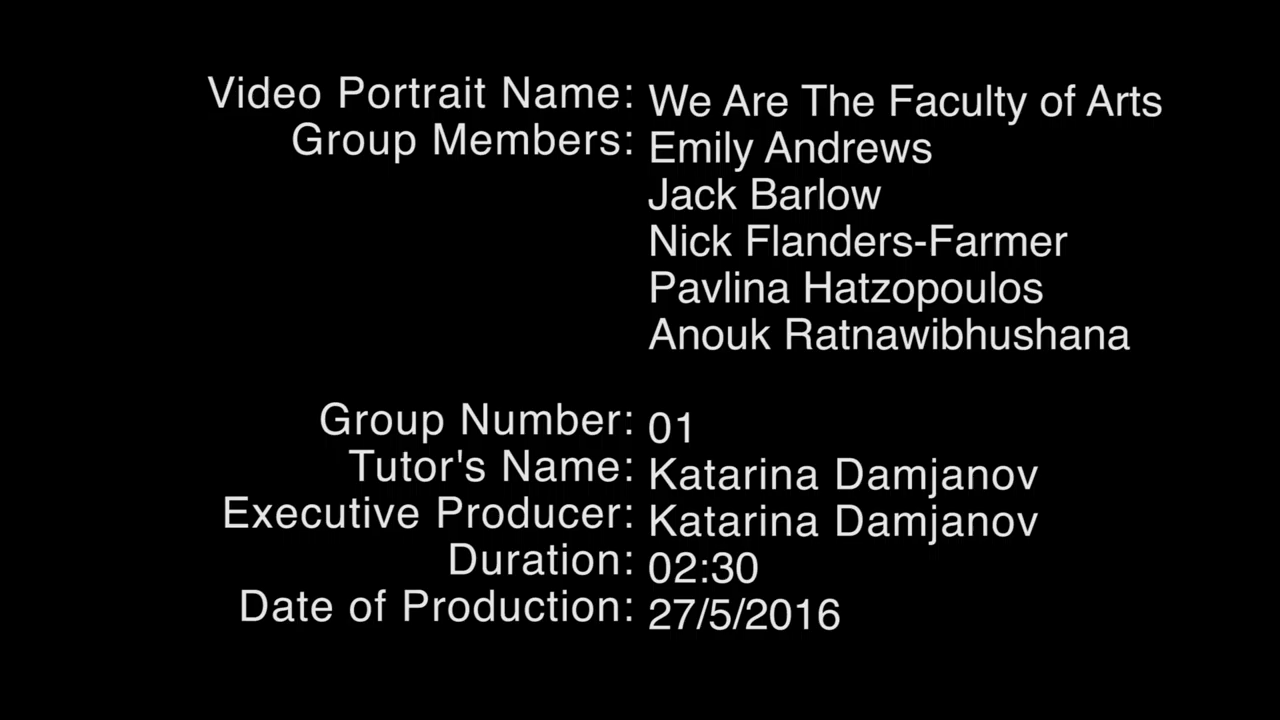 Video Portrait Name: We Are The Faculty of Arts
Group Members: Emily Andrews
Jack Barlow
Nick Flanders-Farmer
Pavlina Hatzopoulos
Anouk Ratnawibhushana
Group Number: 01
Tutor's Name: Katarina Damjanov
Executive Producer: Katarina Damjanov
Duration: 02:30
Date of Production: 27/5/2016